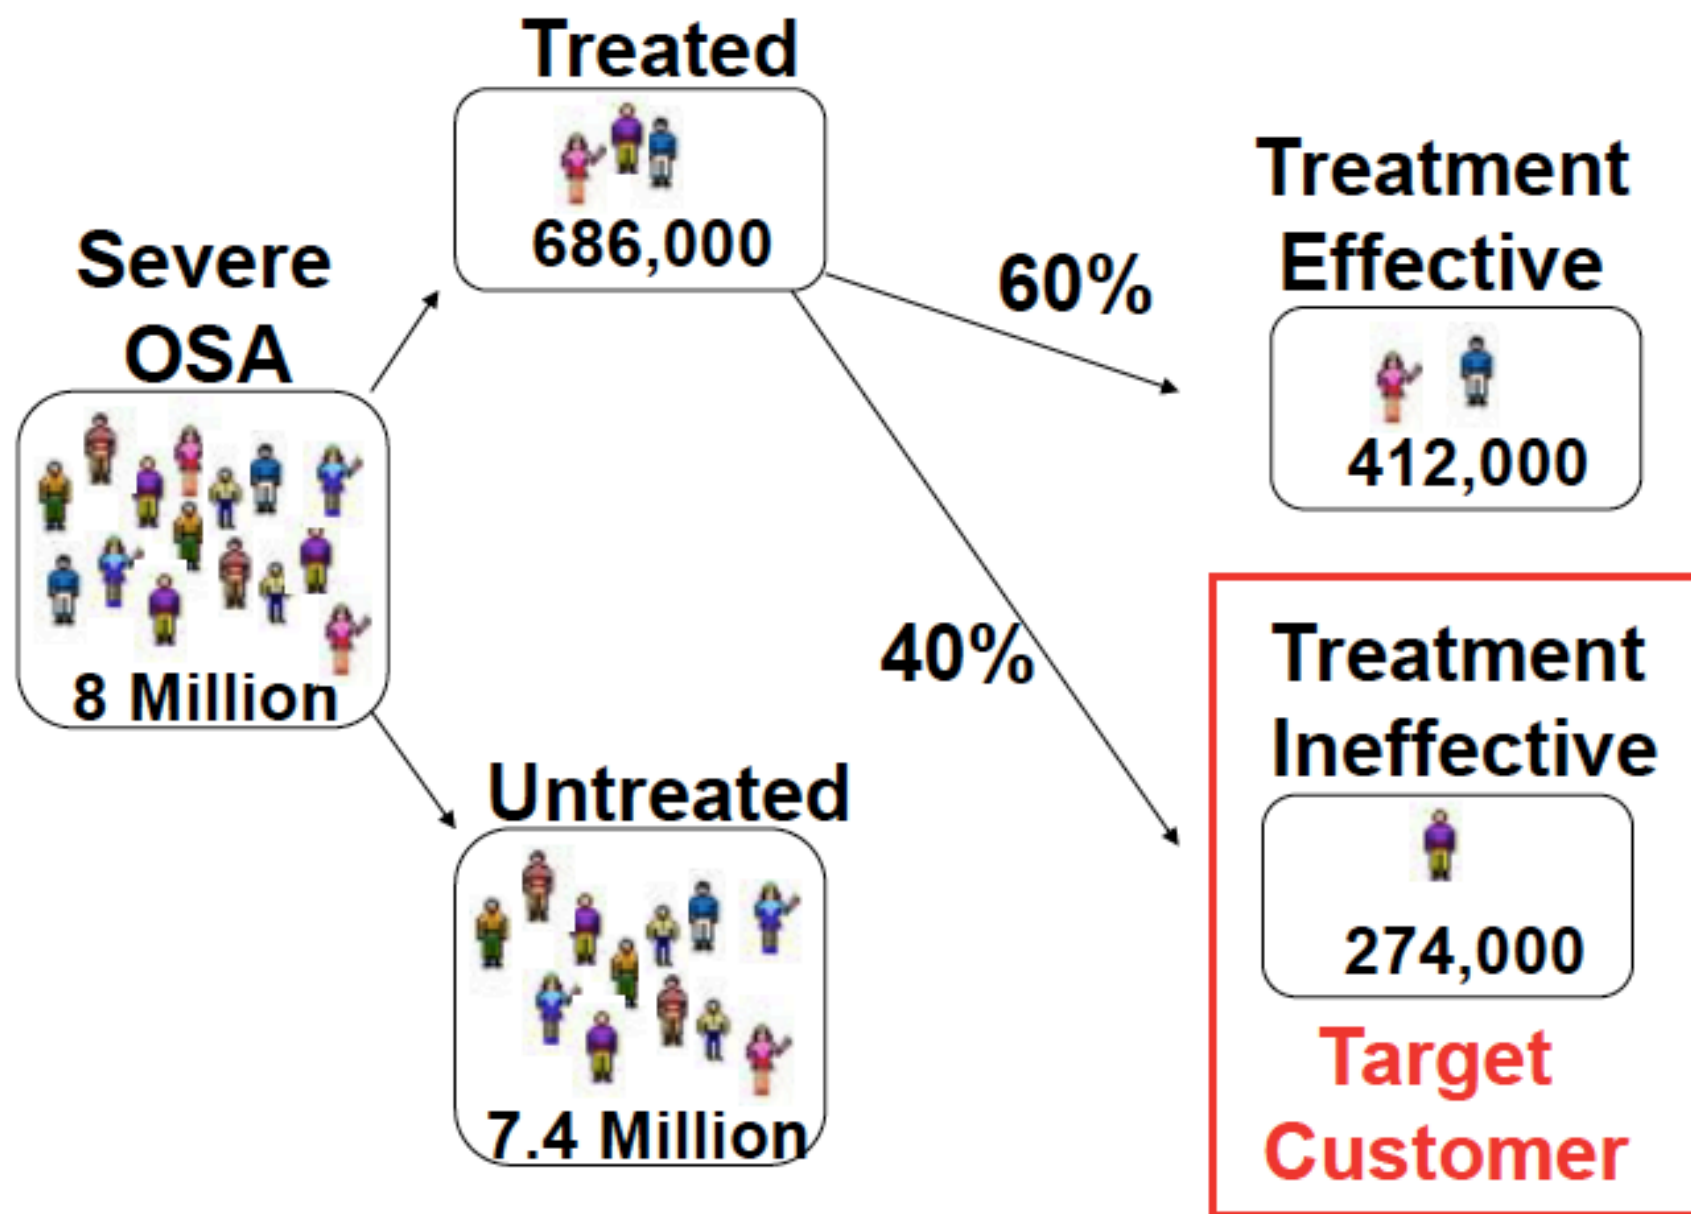 Treated
686,000
Severe
OSA
8 Million
Untreated
7.4 Million
60%
40%
Treatment
Effective
412,000
Treatment
Ineffective
274,000
Target
Customer